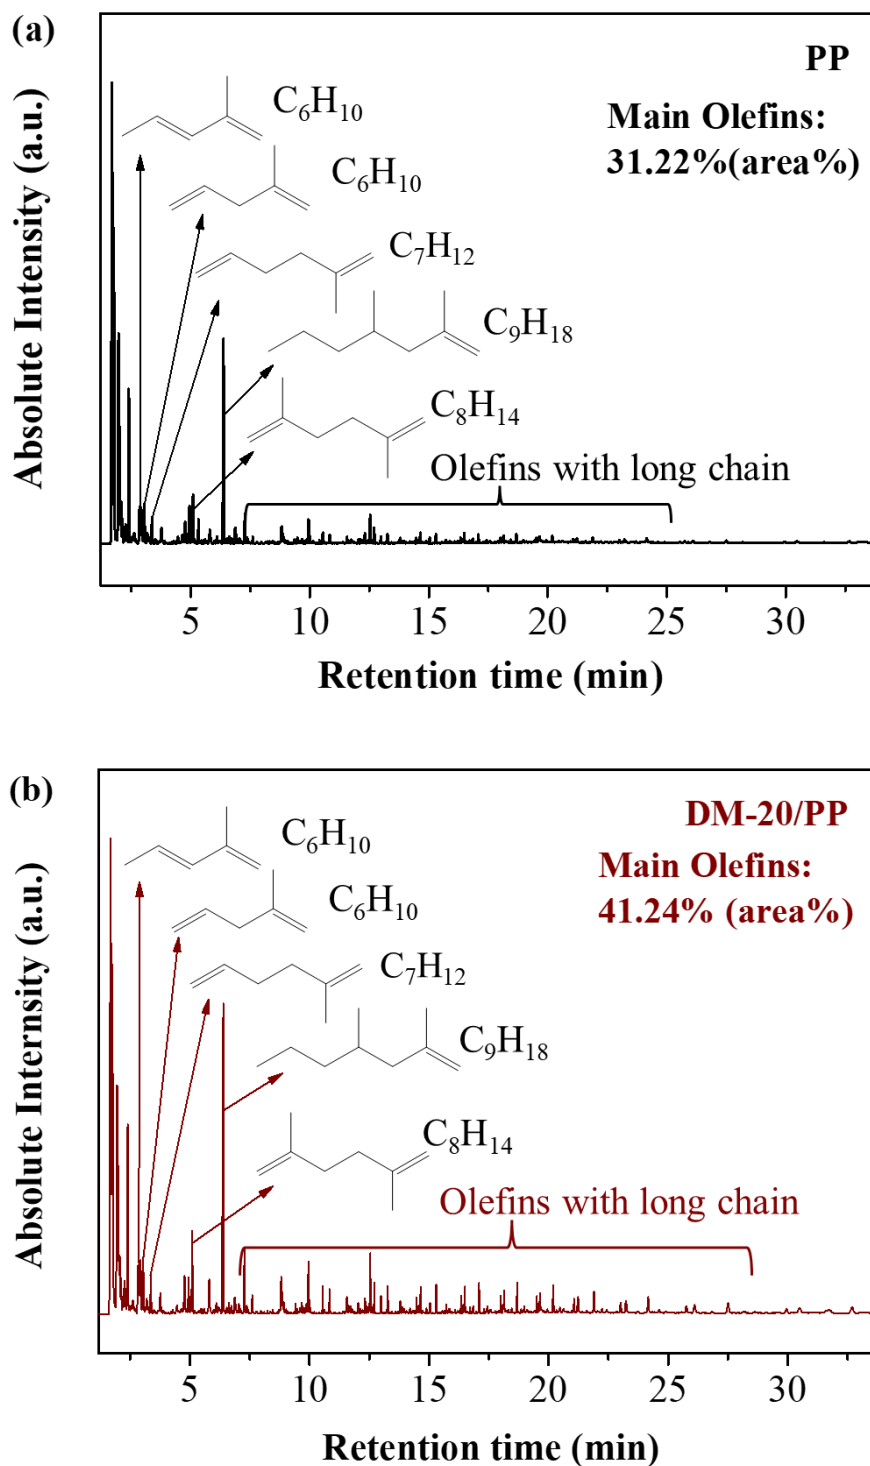 (a)
PP
Main Olefins:
31.22%(area%)
C₆H₁₀
C₆H₁₀
C₇H₁₂
C₉H₁₈
C₈H₁₄
Olefins with long chain
Absolute Intensity (a.u.)
5 10 15 20 25 30
Retention time (min)
(b)
DM-20/PP
Main Olefins:
41.24% (area%)
C₆H₁₀
C₆H₁₀
C₇H₁₂
C₉H₁₈
C₈H₁₄
Olefins with long chain
Absolute Internsity (a.u.)
5 10 15 20 25 30
Retention time (min)